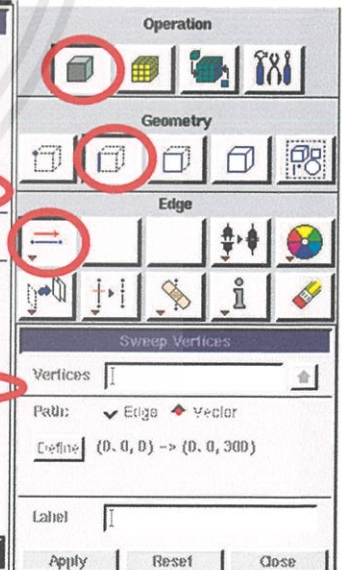 Operation
Geometry
Edge
Sweep Vertices
Vertices
Path: Edge Vector
Define (0, 0, 0) -> (0, 0, 300)
Label
Apply Reset Close